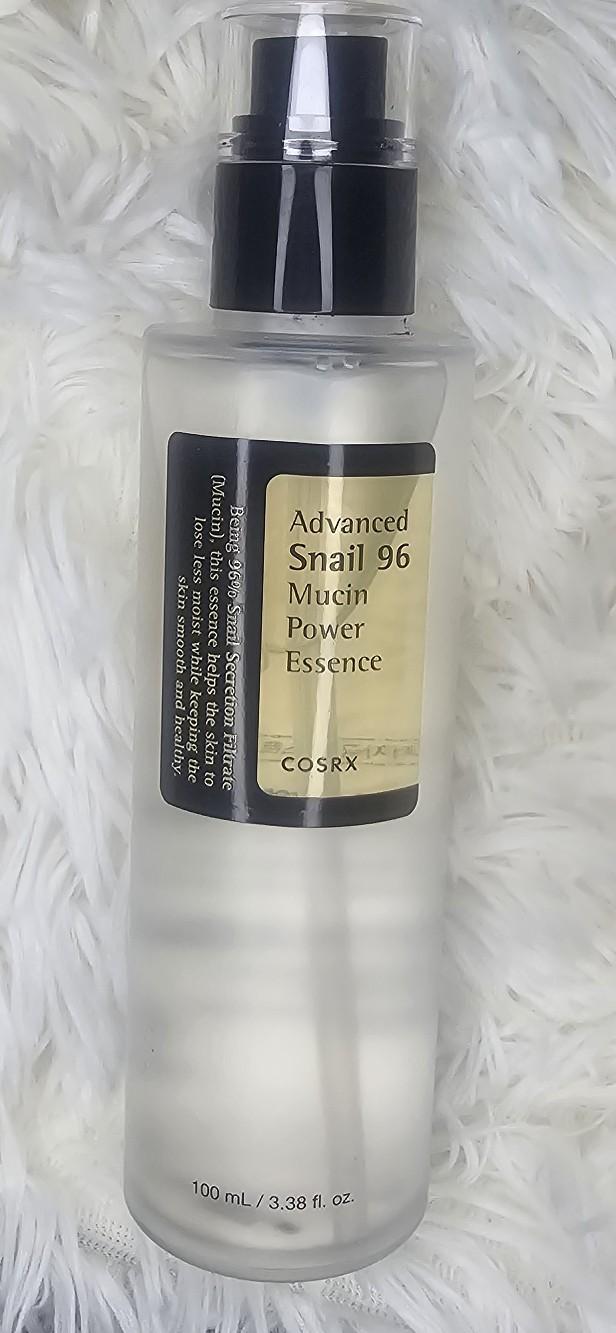 Advanced
Snail 96
Mucin
Power
Essence
COSRX
Being 96% Snail Secretion Filtrate
(Mucin), this essence helps the skin to
lose less moist while keeping the
skin smooth and healthy.
100 mL / 3.38 fl. oz.